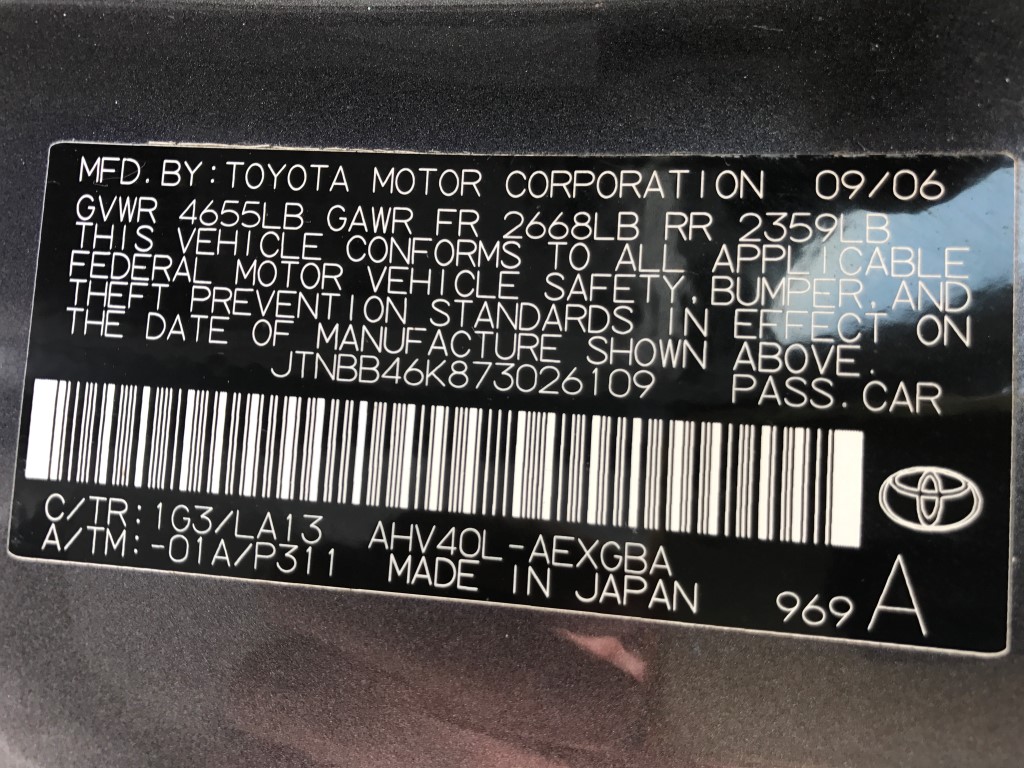 MFD. BY: TOYOTA MOTOR CORPORATION 09/06
GVWR 4655LB GAWR FR 2668LB RR 2359LB
THIS VEHICLE CONFORMS TO ALL APPLICABLE
FEDERAL MOTOR VEHICLE SAFETY, BUMPER, AND
THEFT PREVENTION STANDARDS IN EFFECT ON
THE DATE OF MANUFACTURE SHOWN ABOVE.
JTNBB46K873026109 PASS. CAR
C/TR: 1G3/LA13 AHV40L-AEXGBA
A/TM: -01A/P311 MADE IN JAPAN
969 A